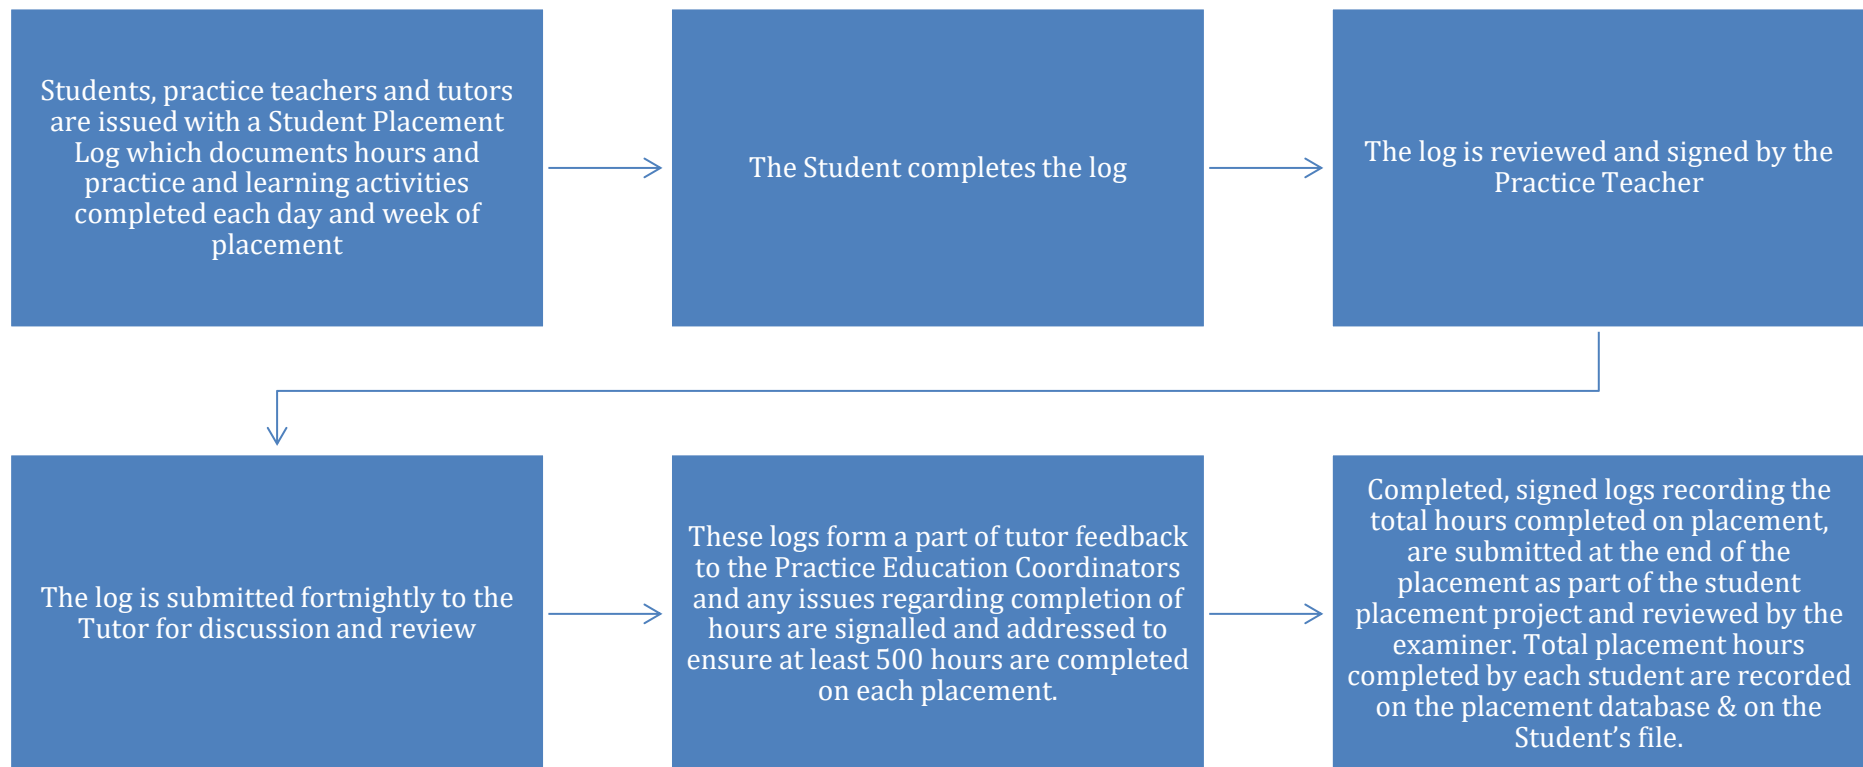 Students, practice teachers and tutors
are issued with a Student Placement
Log which documents hours and
practice and learning activities
completed each day and week of
placement
The Student completes the log
The log is reviewed and signed by the
Practice Teacher
The log is submitted fortnightly to the
Tutor for discussion and review
These logs form a part of tutor feedback
to the Practice Education Coordinators
and any issues regarding completion of
hours are signalled and addressed to
ensure at least 500 hours are completed
on each placement.
Completed, signed logs recording the
total hours completed on placement,
are submitted at the end of the
placement as part of the student
placement project and reviewed by the
examiner. Total placement hours
completed by each student are recorded
on the placement database & on the
Student’s file.